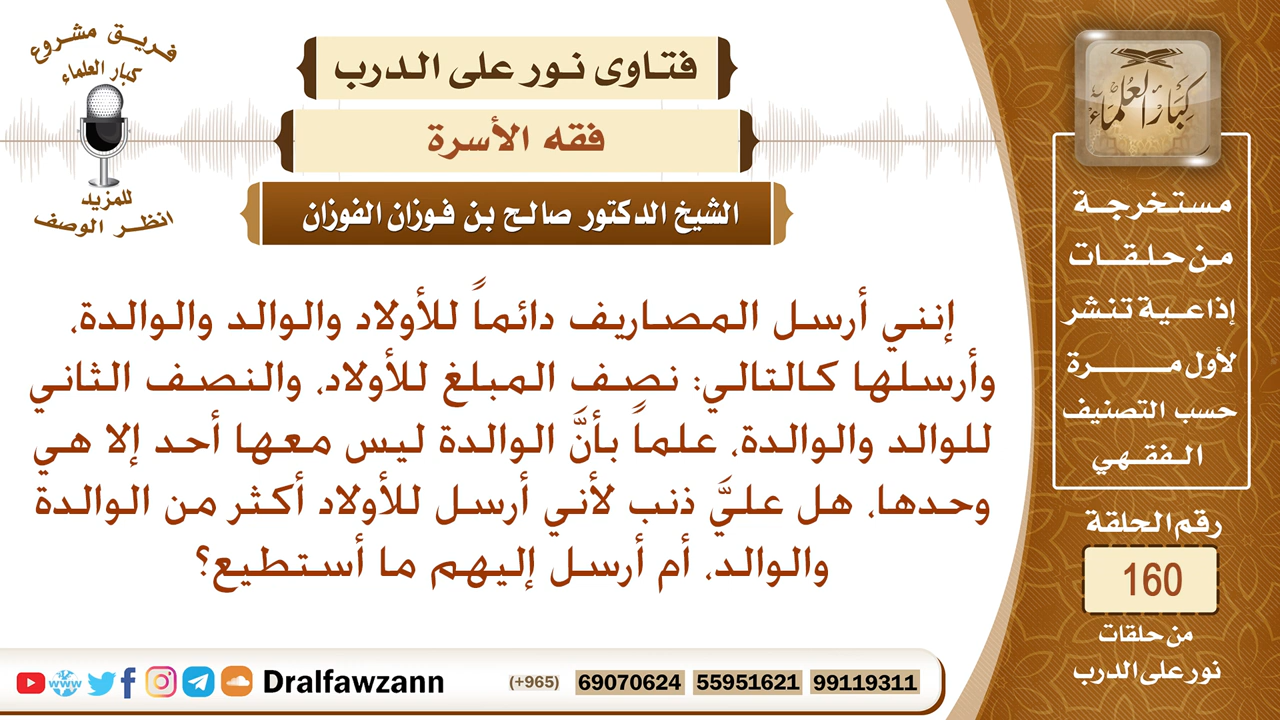 فريق مشروع
كبار العلماء
للمزيد
انظر الوصف
فتاوى نور على الدرب
فقه الأسرة
الشيخ الدكتور صالح بن فوزان الفوزان
إنني أرسل المصاريف دائماً للأولاد والوالد والوالدة،
وأرسلها كالتالي: نصف المبلغ للأولاد، والنصف الثاني
للوالد والوالدة، علماً بأنَّ الوالدة ليس معها أحد إلا هي
وحدها، هل عليَّ ذنب لأني أرسل للأولاد أكثر من الوالدة
والوالد، أم أرسل إليهم ما أستطيع؟
كبار العلماء
مستخرجة
من حلقات
إذاعية تنشر
لأول مرة
حسب التصنيف
الفقهي
رقم الحلقة
160
من حلقات
نور على الدرب
www
Dralfawzann
(+965) 69070624 55951621 99119311